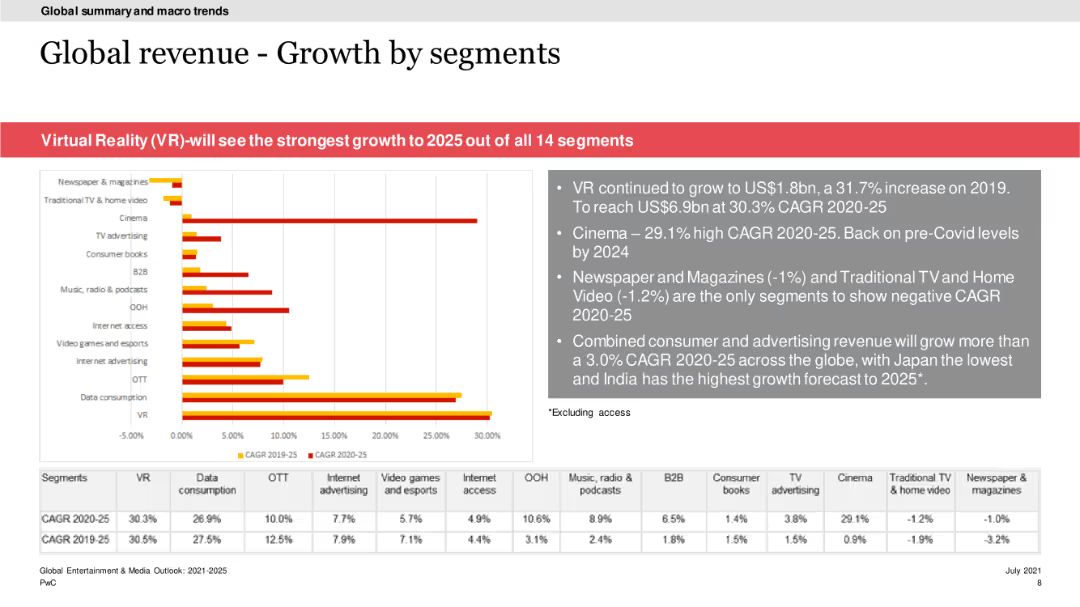 Global summary and macro trends
Global revenue - Growth by segments
Virtual Reality (VR)-will see the strongest growth to 2025 out of all 14 segments
Newspaper & magazines
Traditional TV & home video
Cinema
TV advertising
Consumer books
B2B
Music, radio & podcasts
OOH
Internet access
Video games and esports
Internet advertising
OTT
Data consumption
VR
-5.00% 0.00% 5.00% 10.00% 15.00% 20.00% 25.00% 30.00%
CAGR 2019-25 CAGR 2020-25
• VR continued to grow to US$1.8bn, a 31.7% increase on 2019.
To reach US$6.9bn at 30.3% CAGR 2020-25
• Cinema – 29.1% high CAGR 2020-25. Back on pre-Covid levels
by 2024
• Newspaper and Magazines (-1%) and Traditional TV and Home
Video (-1.2%) are the only segments to show negative CAGR
2020-25
• Combined consumer and advertising revenue will grow more than
a 3.0% CAGR 2020-25 across the globe, with Japan the lowest
and India has the highest growth forecast to 2025*.
*Excluding access
Segments VR Data OTT Internet Video games Internet OOH Music, radio & B2B Consumer TV Cinema Traditional TV Newspaper &
consumption advertising and esports access podcasts books advertising & home video magazines
CAGR 2020-25 30.3% 26.9% 10.0% 7.7% 5.7% 4.9% 10.6% 8.9% 6.5% 1.4% 3.8% 29.1% -1.2% -1.0%
CAGR 2019-25 30.5% 27.5% 12.5% 7.9% 7.1% 4.4% 3.1% 2.4% 1.8% 1.5% 1.5% 0.9% -1.9% -3.2%
Global Entertainment & Media Outlook: 2021-2025 July 2021
PwC 8